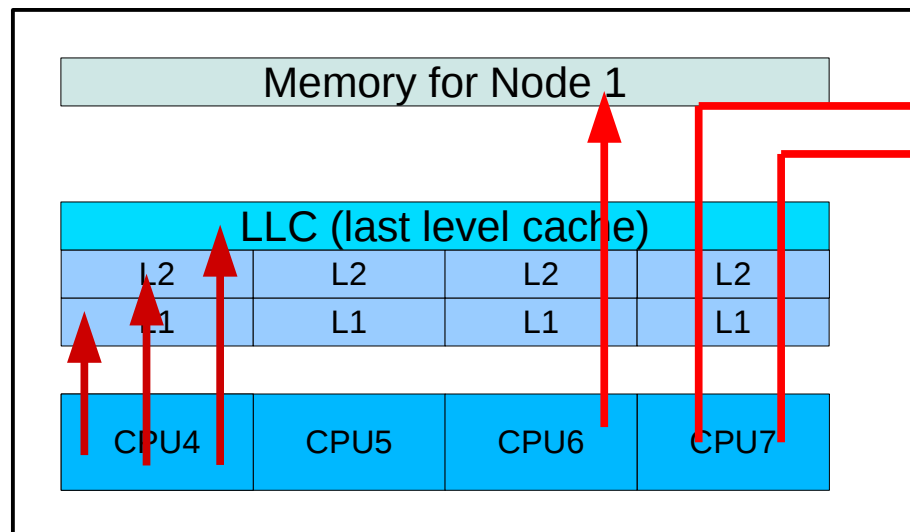 Memory for Node 1
LLC (last level cache)
L2 L2 L2 L2
L1 L1 L1 L1
CPU4 CPU5 CPU6 CPU7